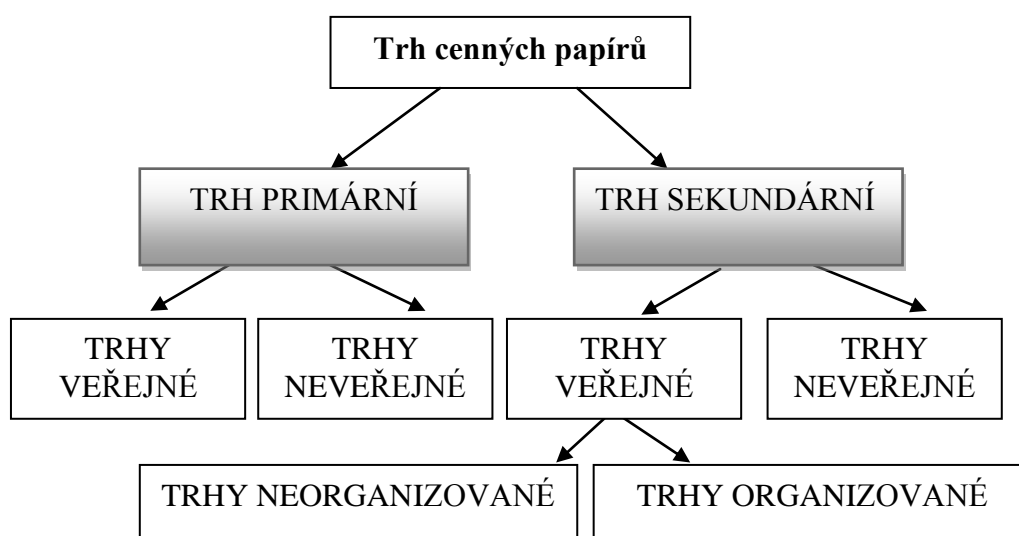 Trh cenných papírů
TRH PRIMÁRNÍ
TRH SEKUNDÁRNÍ
TRHY
VEŘEJNÉ
TRHY
NEVEŘEJNÉ
TRHY
VEŘEJNÉ
TRHY
NEVEŘEJNÉ
TRHY NEORGANIZOVANÉ
TRHY ORGANIZOVANÉ